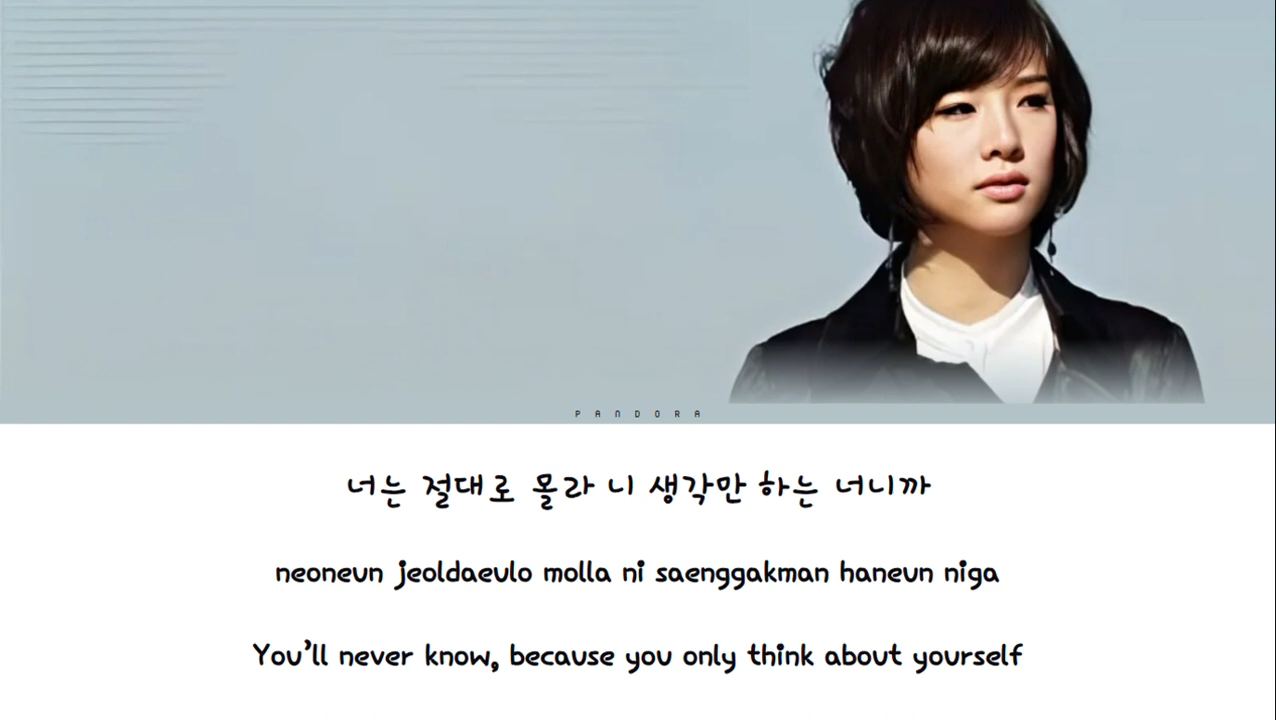 PANDORA
너는 절대로 몰라 니 생각만 하는 너니까
neoneun jeoldaeulo molla ni saenggakman haneun niga
You'll never know, because you only think about yourself